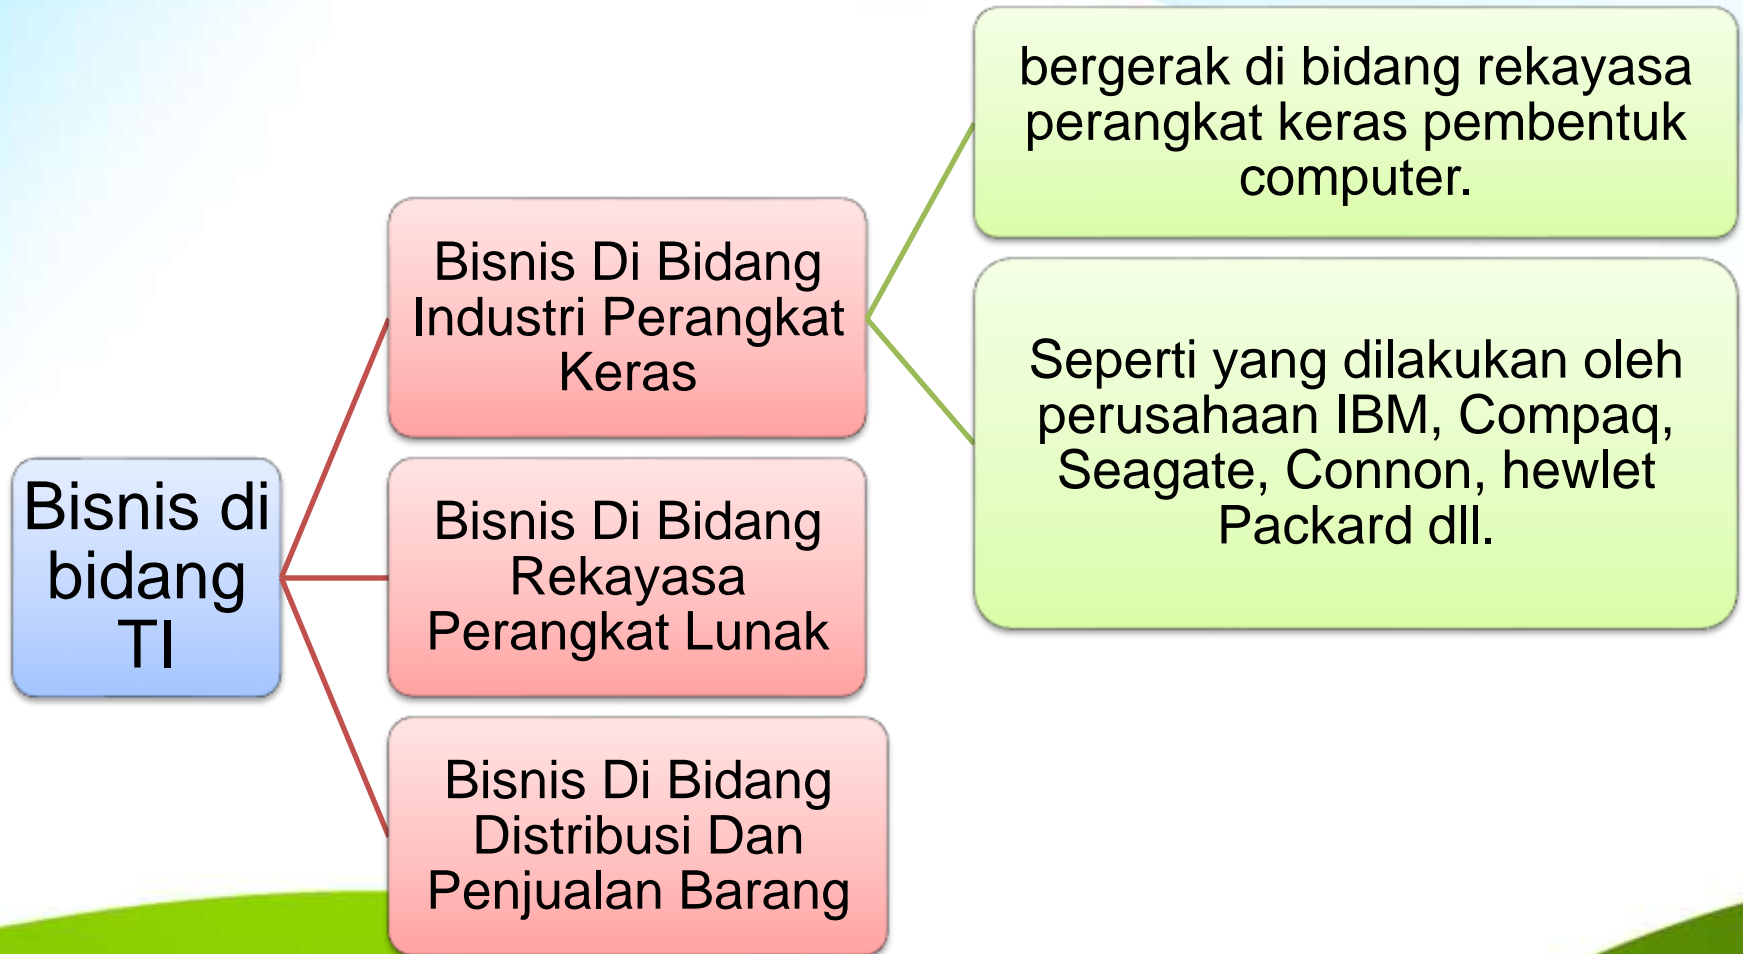 Bisnis di
bidang
TI
Bisnis Di Bidang
Industri Perangkat
Keras
bergerak di bidang rekayasa
perangkat keras pembentuk
computer.
Seperti yang dilakukan oleh
perusahaan IBM, Compaq,
Seagate, Connon, hewlet
Packard dll.
Bisnis Di Bidang
Rekayasa
Perangkat Lunak
Bisnis Di Bidang
Distribusi Dan
Penjualan Barang